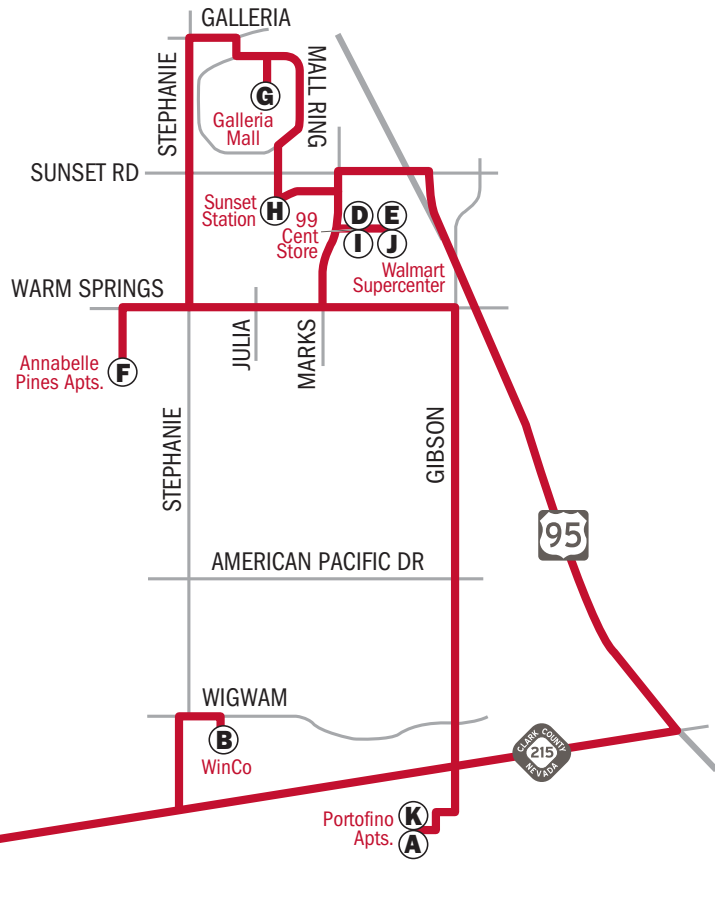 GALLERIA
STEPHANIE
MALL RING
G
Galleria
Mall
SUNSET RD
Sunset
Station
H
99
Cent
Store
D
E
I
J
Walmart
Supercenter
WARM SPRINGS
JULIA
MARKS
Annabelle
Pines Apts.
F
STEPHANIE
GIBSON
95
AMERICAN PACIFIC DR
WIGWAM
B
WinCo
CLARK COUNTY
215
NEVADA
Portofino
Apts.
K
A